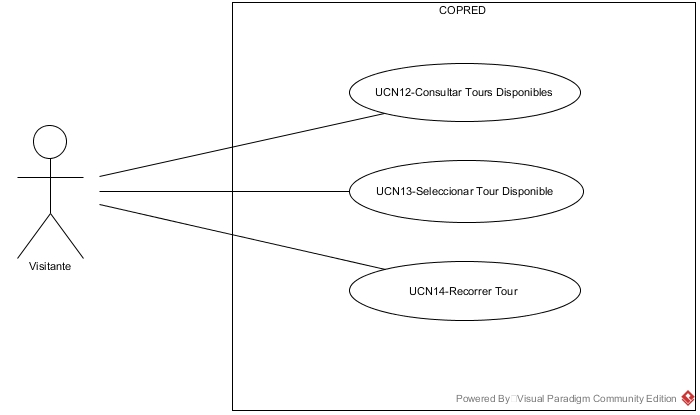 COPRED
UCN12-Consultar Tours Disponibles
UCN13-Seleccionar Tour Disponible
Visitante
UCN14-Recorrer Tour
Powered By Visual Paradigm Community Edition